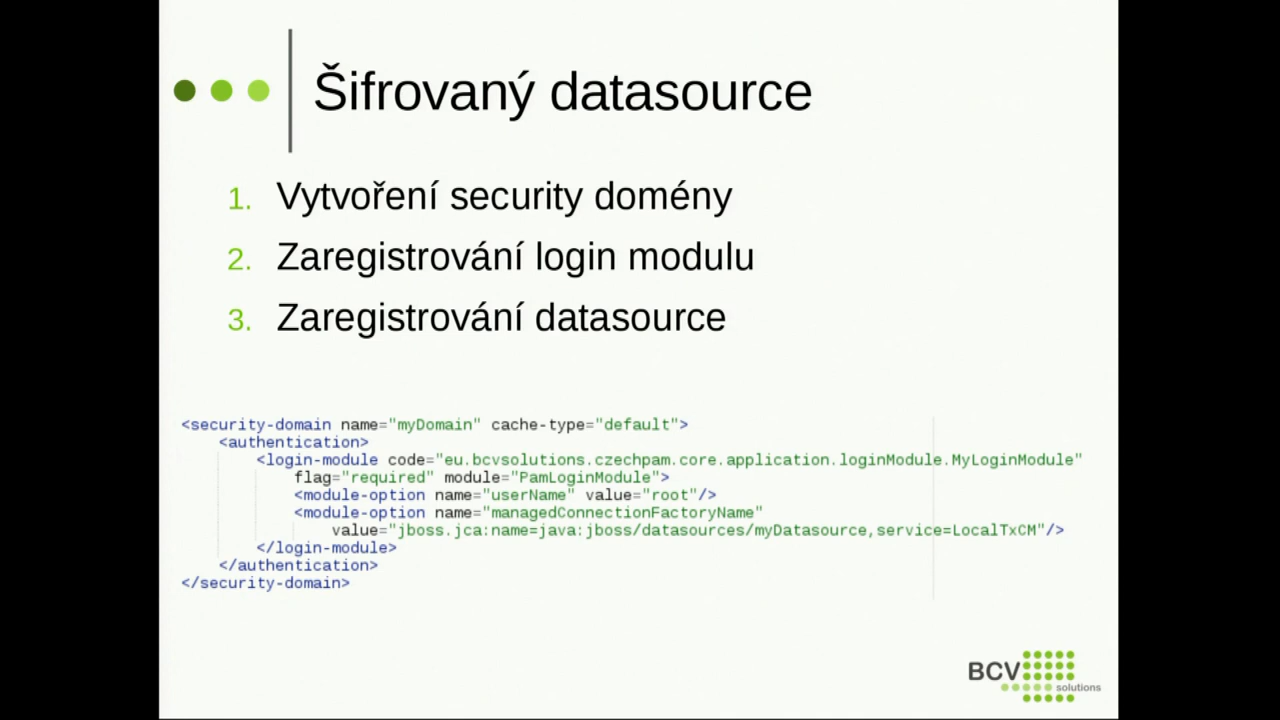 Šifrovaný datasource
1. Vytvoření security domény
2. Zaregistrování login modulu
3. Zaregistrování datasource
<security-domain name="myDomain" cache-type="default">
<authentication>
<login-module code="eu.bcvsolutions.czechpam.core.application.loginModule.MyLoginModule"
flag="required" module="PamLoginModule">
<module-option name="userName" value="root"/>
<module-option name="managedConnectionFactoryName"
value="jboss.jca:name=java:jboss/datasources/myDatasource,service=LocalTxCM"/>
</login-module>
</authentication>
</security-domain>
BCV
solutions